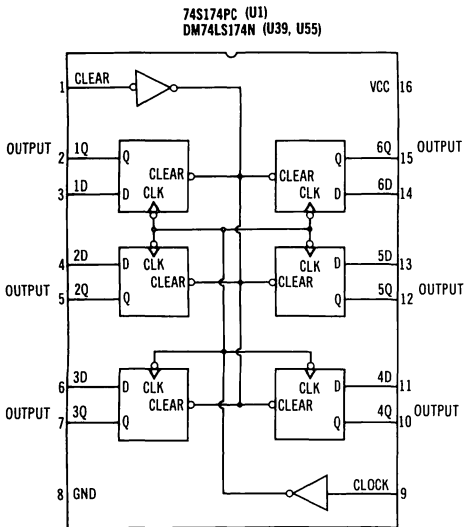 74S174PC (U1)
DM74LS174N (U39, U55)
1 CLEAR VCC 16
OUTPUT 2 1Q Q CLEAR CLEAR Q 6Q 15 OUTPUT
3 1D D CLK CLK D 6D 14
4 2D D CLK CLK D 5D 13
OUTPUT 5 2Q Q CLEAR CLEAR Q 5Q 12 OUTPUT
6 3D D CLK CLK D 4D 11
OUTPUT 7 3Q Q CLEAR CLEAR Q 4Q 10 OUTPUT
8 GND CLOCK 9